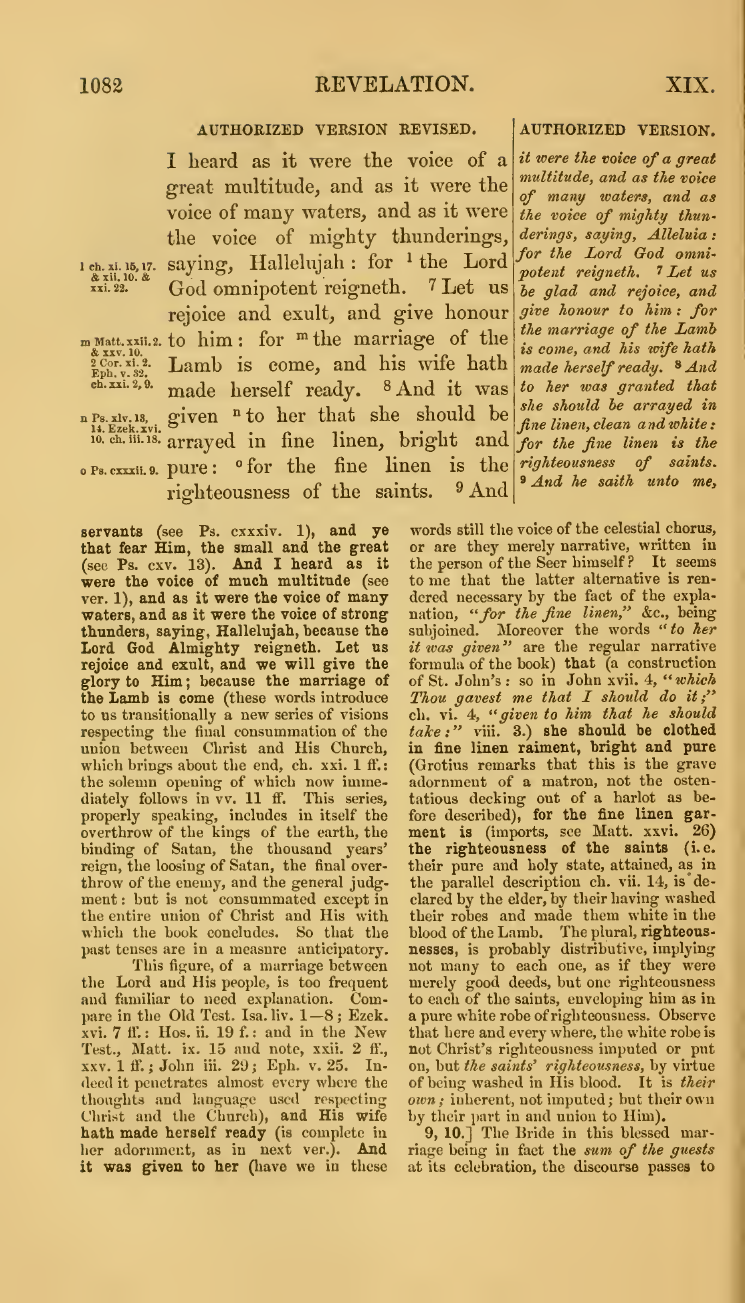 1082 REVELATION. XIX.
AUTHORIZED VERSION REVISED.
I heard as it were the voice of a
great multitude, and as it were the
voice of many waters, and as it were
the voice of mighty thunderings,
l ch. xi. 15, 17.
& xii. 10. &
xxi. 22.
saying, Hallelujah : for ˡ the Lord
God omnipotent reigneth. ⁷ Let us
rejoice and exult, and give honour
m Matt. xxii. 2.
& xxv. 10.
2 Cor. xi. 2.
Eph. v. 32.
ch. xxi. 2, 9.
to him : for ᵐ the marriage of the
Lamb is come, and his wife hath
made herself ready. ⁸ And it was
n Ps. xlv. 13,
14. Ezek. xvi.
10. ch. iii. 18.
given ⁿ to her that she should be
arrayed in fine linen, bright and
o Ps. cxxxii. 9.
pure : ᵒ for the fine linen is the
righteousness of the saints. ⁹ And
AUTHORIZED VERSION.
it were the voice of a great
multitude, and as the voice
of many waters, and as
the voice of mighty thun-
derings, saying, Alleluia :
for the Lord God omni-
potent reigneth. ⁷ Let us
be glad and rejoice, and
give honour to him : for
the marriage of the Lamb
is come, and his wife hath
made herself ready. ⁸ And
to her was granted that
she should be arrayed in
fine linen, clean and white :
for the fine linen is the
righteousness of saints.
⁹ And he saith unto me,
servants (see Ps. cxxxiv. 1), and ye
that fear Him, the small and the great
(see Ps. cxv. 13). And I heard as it
were the voice of much multitude (see
ver. 1), and as it were the voice of many
waters, and as it were the voice of strong
thunders, saying, Hallelujah, because the
Lord God Almighty reigneth. Let us
rejoice and exult, and we will give the
glory to Him; because the marriage of
the Lamb is come (these words introduce
to us transitionally a new series of visions
respecting the final consummation of the
union between Christ and His Church,
which brings about the end, ch. xxi. 1 ff.:
the solemn opening of which now imme-
diately follows in vv. 11 ff. This series,
properly speaking, includes in itself the
overthrow of the kings of the earth, the
binding of Satan, the thousand years'
reign, the loosing of Satan, the final over-
throw of the enemy, and the general judg-
ment : but is not consummated except in
the entire union of Christ and His with
which the book concludes. So that the
past tenses are in a measure anticipatory.
This figure, of a marriage between
the Lord and His people, is too frequent
and familiar to need explanation. Com-
pare in the Old Test. Isa. liv. 1—8; Ezek.
xvi. 7 ff.: Hos. ii. 19 f.: and in the New
Test., Matt. ix. 15 and note, xxii. 2 ff.,
xxv. 1 ff.; John iii. 29; Eph. v. 25. In-
deed it penetrates almost every where the
thoughts and language used respecting
Christ and the Church), and His wife
hath made herself ready (is complete in
her adornment, as in next ver.). And
it was given to her (have we in these
words still the voice of the celestial chorus,
or are they merely narrative, written in
the person of the Seer himself? It seems
to me that the latter alternative is ren-
dered necessary by the fact of the expla-
nation, “for the fine linen,” &c., being
subjoined. Moreover the words “to her
it was given” are the regular narrative
formula of the book) that (a construction
of St. John's : so in John xvii. 4, “which
Thou gavest me that I should do it;”
ch. vi. 4, “given to him that he should
take :” viii. 3.) she should be clothed
in fine linen raiment, bright and pure
(Grotius remarks that this is the grave
adornment of a matron, not the osten-
tatious decking out of a harlot as be-
fore described), for the fine linen gar-
ment is (imports, see Matt. xxvi. 26)
the righteousness of the saints (i. e.
their pure and holy state, attained, as in
the parallel description ch. vii. 14, is de-
clared by the elder, by their having washed
their robes and made them white in the
blood of the Lamb. The plural, righteous-
nesses, is probably distributive, implying
not many to each one, as if they were
merely good deeds, but one righteousness
to each of the saints, enveloping him as in
a pure white robe of righteousness. Observe
that here and every where, the white robe is
not Christ's righteousness imputed or put
on, but the saints' righteousness, by virtue
of being washed in His blood. It is their
own; inherent, not imputed; but their own
by their part in and union to Him).
9, 10.] The Bride in this blessed mar-
riage being in fact the sum of the guests
at its celebration, the discourse passes to